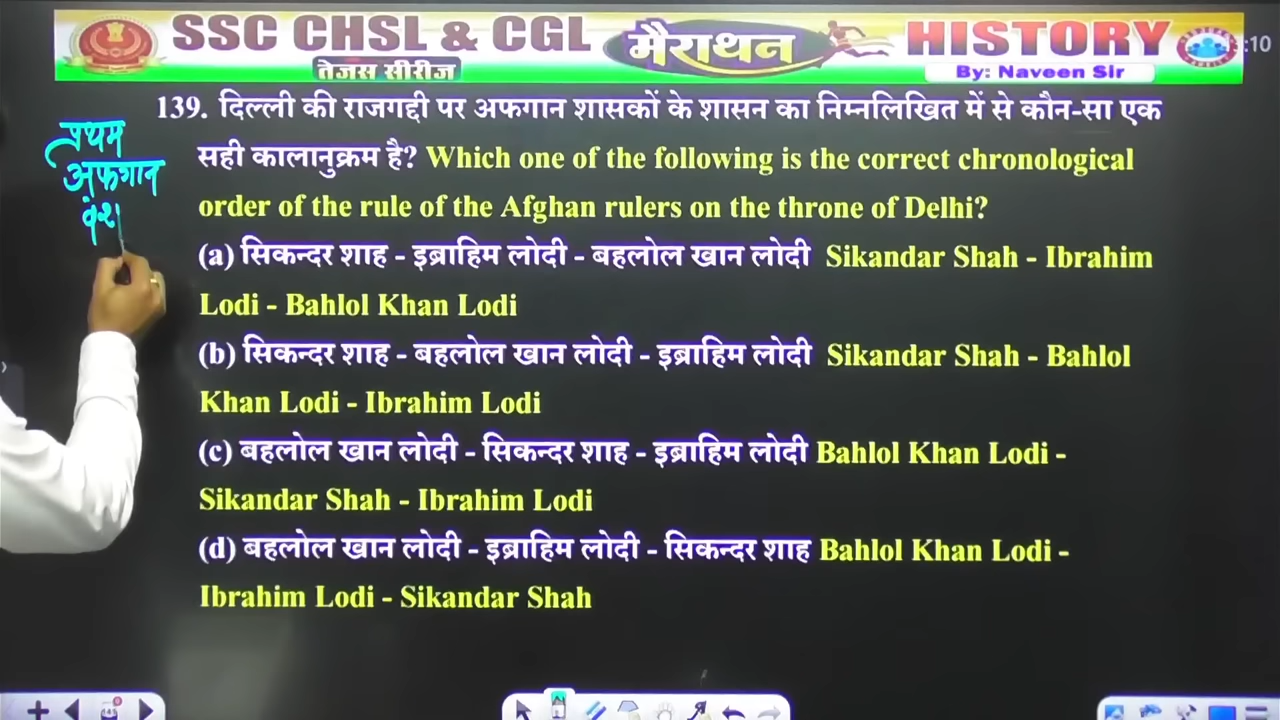 SSC CHSL & CGL मैराथन HISTORY
तेजस सीरीज By: Naveen Sir
:10
139. दिल्ली की राजगद्दी पर अफगान शासकों के शासन का निम्नलिखित में से कौन-सा एक
सही कालानुक्रम है? Which one of the following is the correct chronological
order of the rule of the Afghan rulers on the throne of Delhi?
(a) सिकन्दर शाह - इब्राहिम लोदी - बहलोल खान लोदी Sikandar Shah - Ibrahim
Lodi - Bahlol Khan Lodi
(b) सिकन्दर शाह - बहलोल खान लोदी - इब्राहिम लोदी Sikandar Shah - Bahlol
Khan Lodi - Ibrahim Lodi
(c) बहलोल खान लोदी - सिकन्दर शाह - इब्राहिम लोदी Bahlol Khan Lodi -
Sikandar Shah - Ibrahim Lodi
(d) बहलोल खान लोदी - इब्राहिम लोदी - सिकन्दर शाह Bahlol Khan Lodi -
Ibrahim Lodi - Sikandar Shah
प्रथम
अफगान
वंश